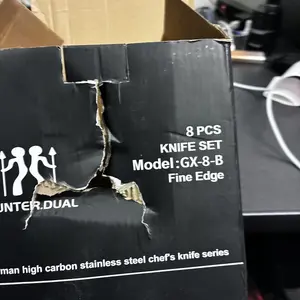 8 PCS
KNIFE SET
Model:GX-8-B
Fine Edge
UNTER.DUAL
man high carbon stainless steel chef's knife series